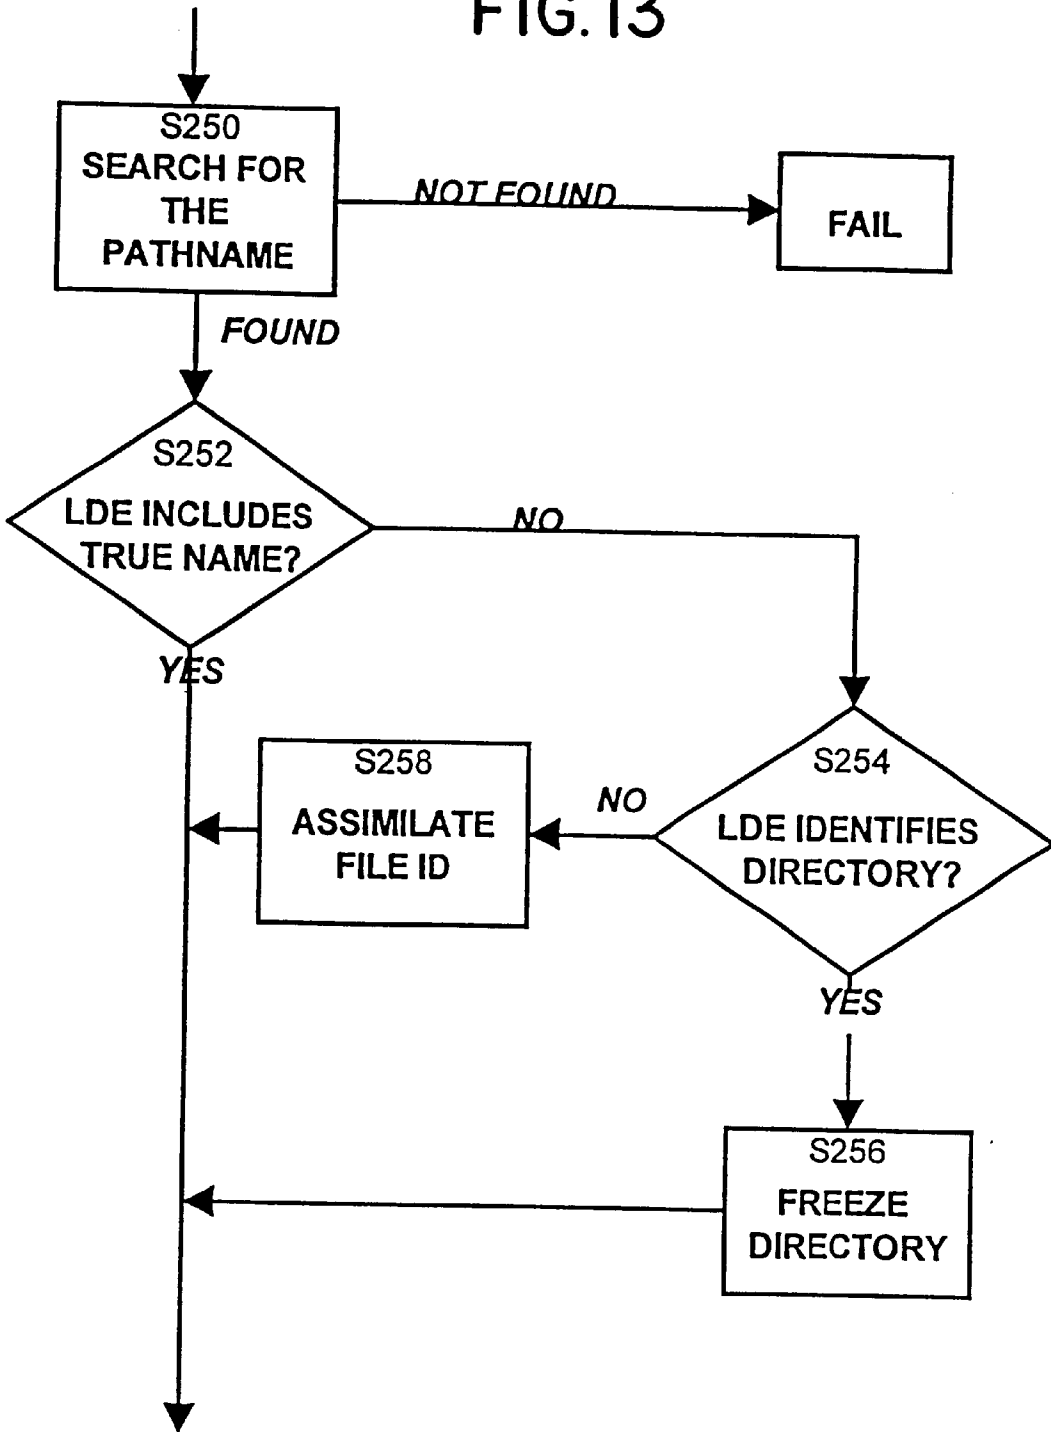 FIG. 13
S250
SEARCH FOR
THE
PATHNAME
NOT FOUND
FAIL
FOUND
S252
LDE INCLUDES
TRUE NAME?
NO
YES
S254
LDE IDENTIFIES
DIRECTORY?
NO
S258
ASSIMILATE
FILE ID
YES
S256
FREEZE
DIRECTORY